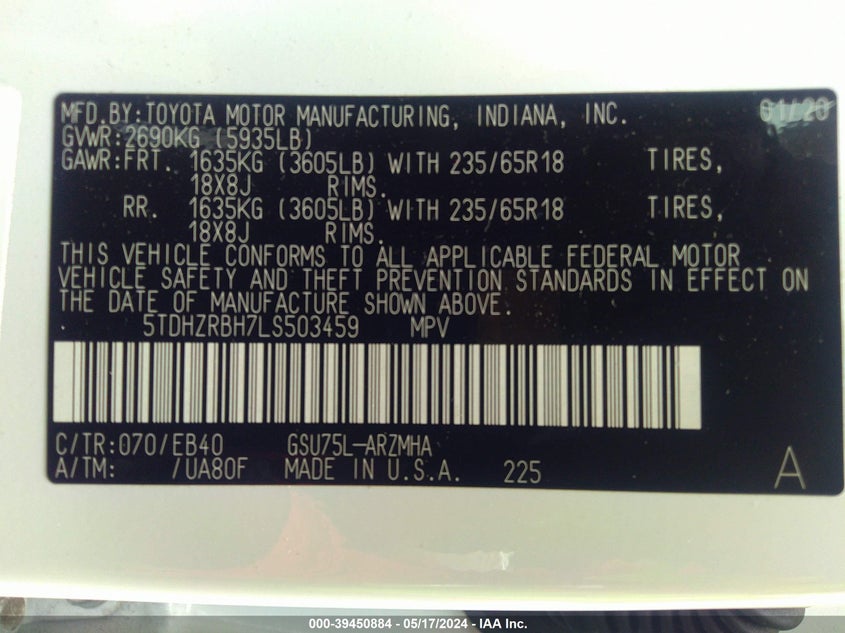 MFD.BY:TOYOTA MOTOR MANUFACTURING, INDIANA, INC. 01/20
GVWR:2690KG (5935LB)
GAWR:FRT. 1635KG (3605LB) WITH 235/65R18 TIRES,
18X8J RIMS.
RR. 1635KG (3605LB) WITH 235/65R18 TIRES,
18X8J RIMS.
THIS VEHICLE CONFORMS TO ALL APPLICABLE FEDERAL MOTOR
VEHICLE SAFETY AND THEFT PREVENTION STANDARDS IN EFFECT ON
THE DATE OF MANUFACTURE SHOWN ABOVE.
5TDHZRBH7LS503459 MPV
C/TR:070/EB40 GSU75L-ARZMHA
A/TM: /UA80F MADE IN U.S.A. 225 A
000-39450884 - 05/17/2024 - IAA Inc.